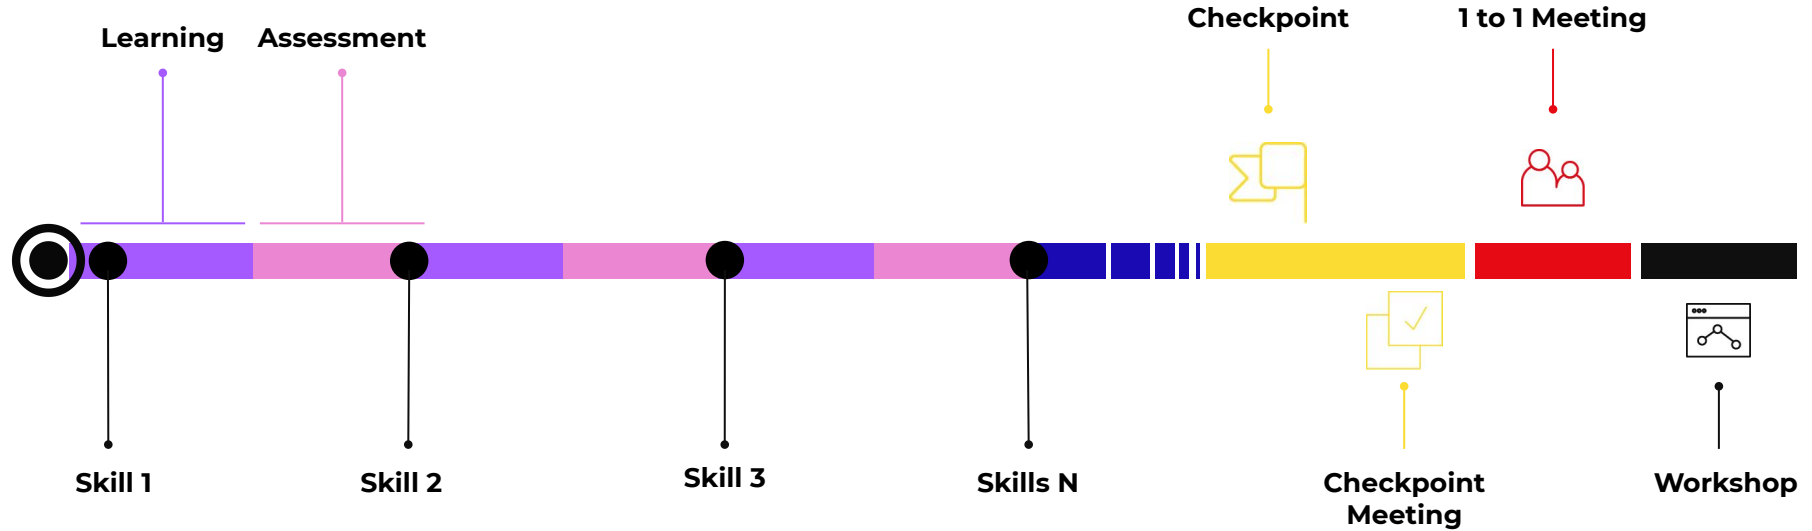 Learning
Assessment
Checkpoint
1 to 1 Meeting
Skill 1
Skill 2
Skill 3
Skills N
Checkpoint
Meeting
Workshop